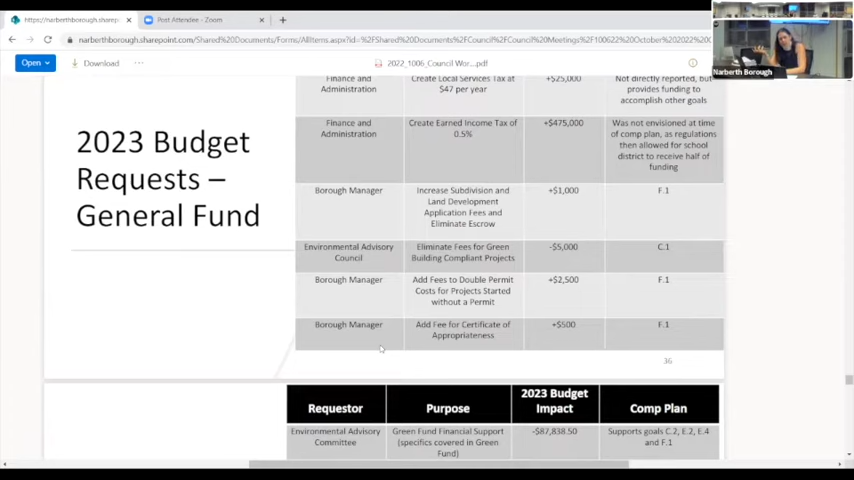 https://narberthborough.sharep
Post Attendee - Zoom
narberthborough.sharepoint.com/Shared%20Documents/Forms/AllItems.aspx?id=%2FShared%20Documents%2FCouncil%2FCouncil%20Meetings%2F100622%20October%202022%20C
Narberth Borough
Open
Download
2022_1006_Council Wor...pdf
2023 Budget
Requests –
General Fund
Finance and
Administration
Create Local Services Tax at
$47 per year
+$25,000
Not directly reported, but
provides funding to
accomplish other goals
Finance and
Administration
Create Earned Income Tax of
0.5%
+$475,000
Was not envisioned at time
of comp plan, as regulations
then allowed for school
district to receive half of
funding
Borough Manager
Increase Subdivision and
Land Development
Application Fees and
Eliminate Escrow
+$1,000
F.1
Environmental Advisory
Council
Eliminate Fees for Green
Building Compliant Projects
-$5,000
C.1
Borough Manager
Add Fees to Double Permit
Costs for Projects Started
without a Permit
+$2,500
F.1
Borough Manager
Add Fee for Certificate of
Appropriateness
+$500
F.1
36
Requestor
Purpose
2023 Budget
Impact
Comp Plan
Environmental Advisory
Committee
Green Fund Financial Support
(specifics covered in Green
Fund)
-$87,838.50
Supports goals C.2, E.2, E.4
and F.1